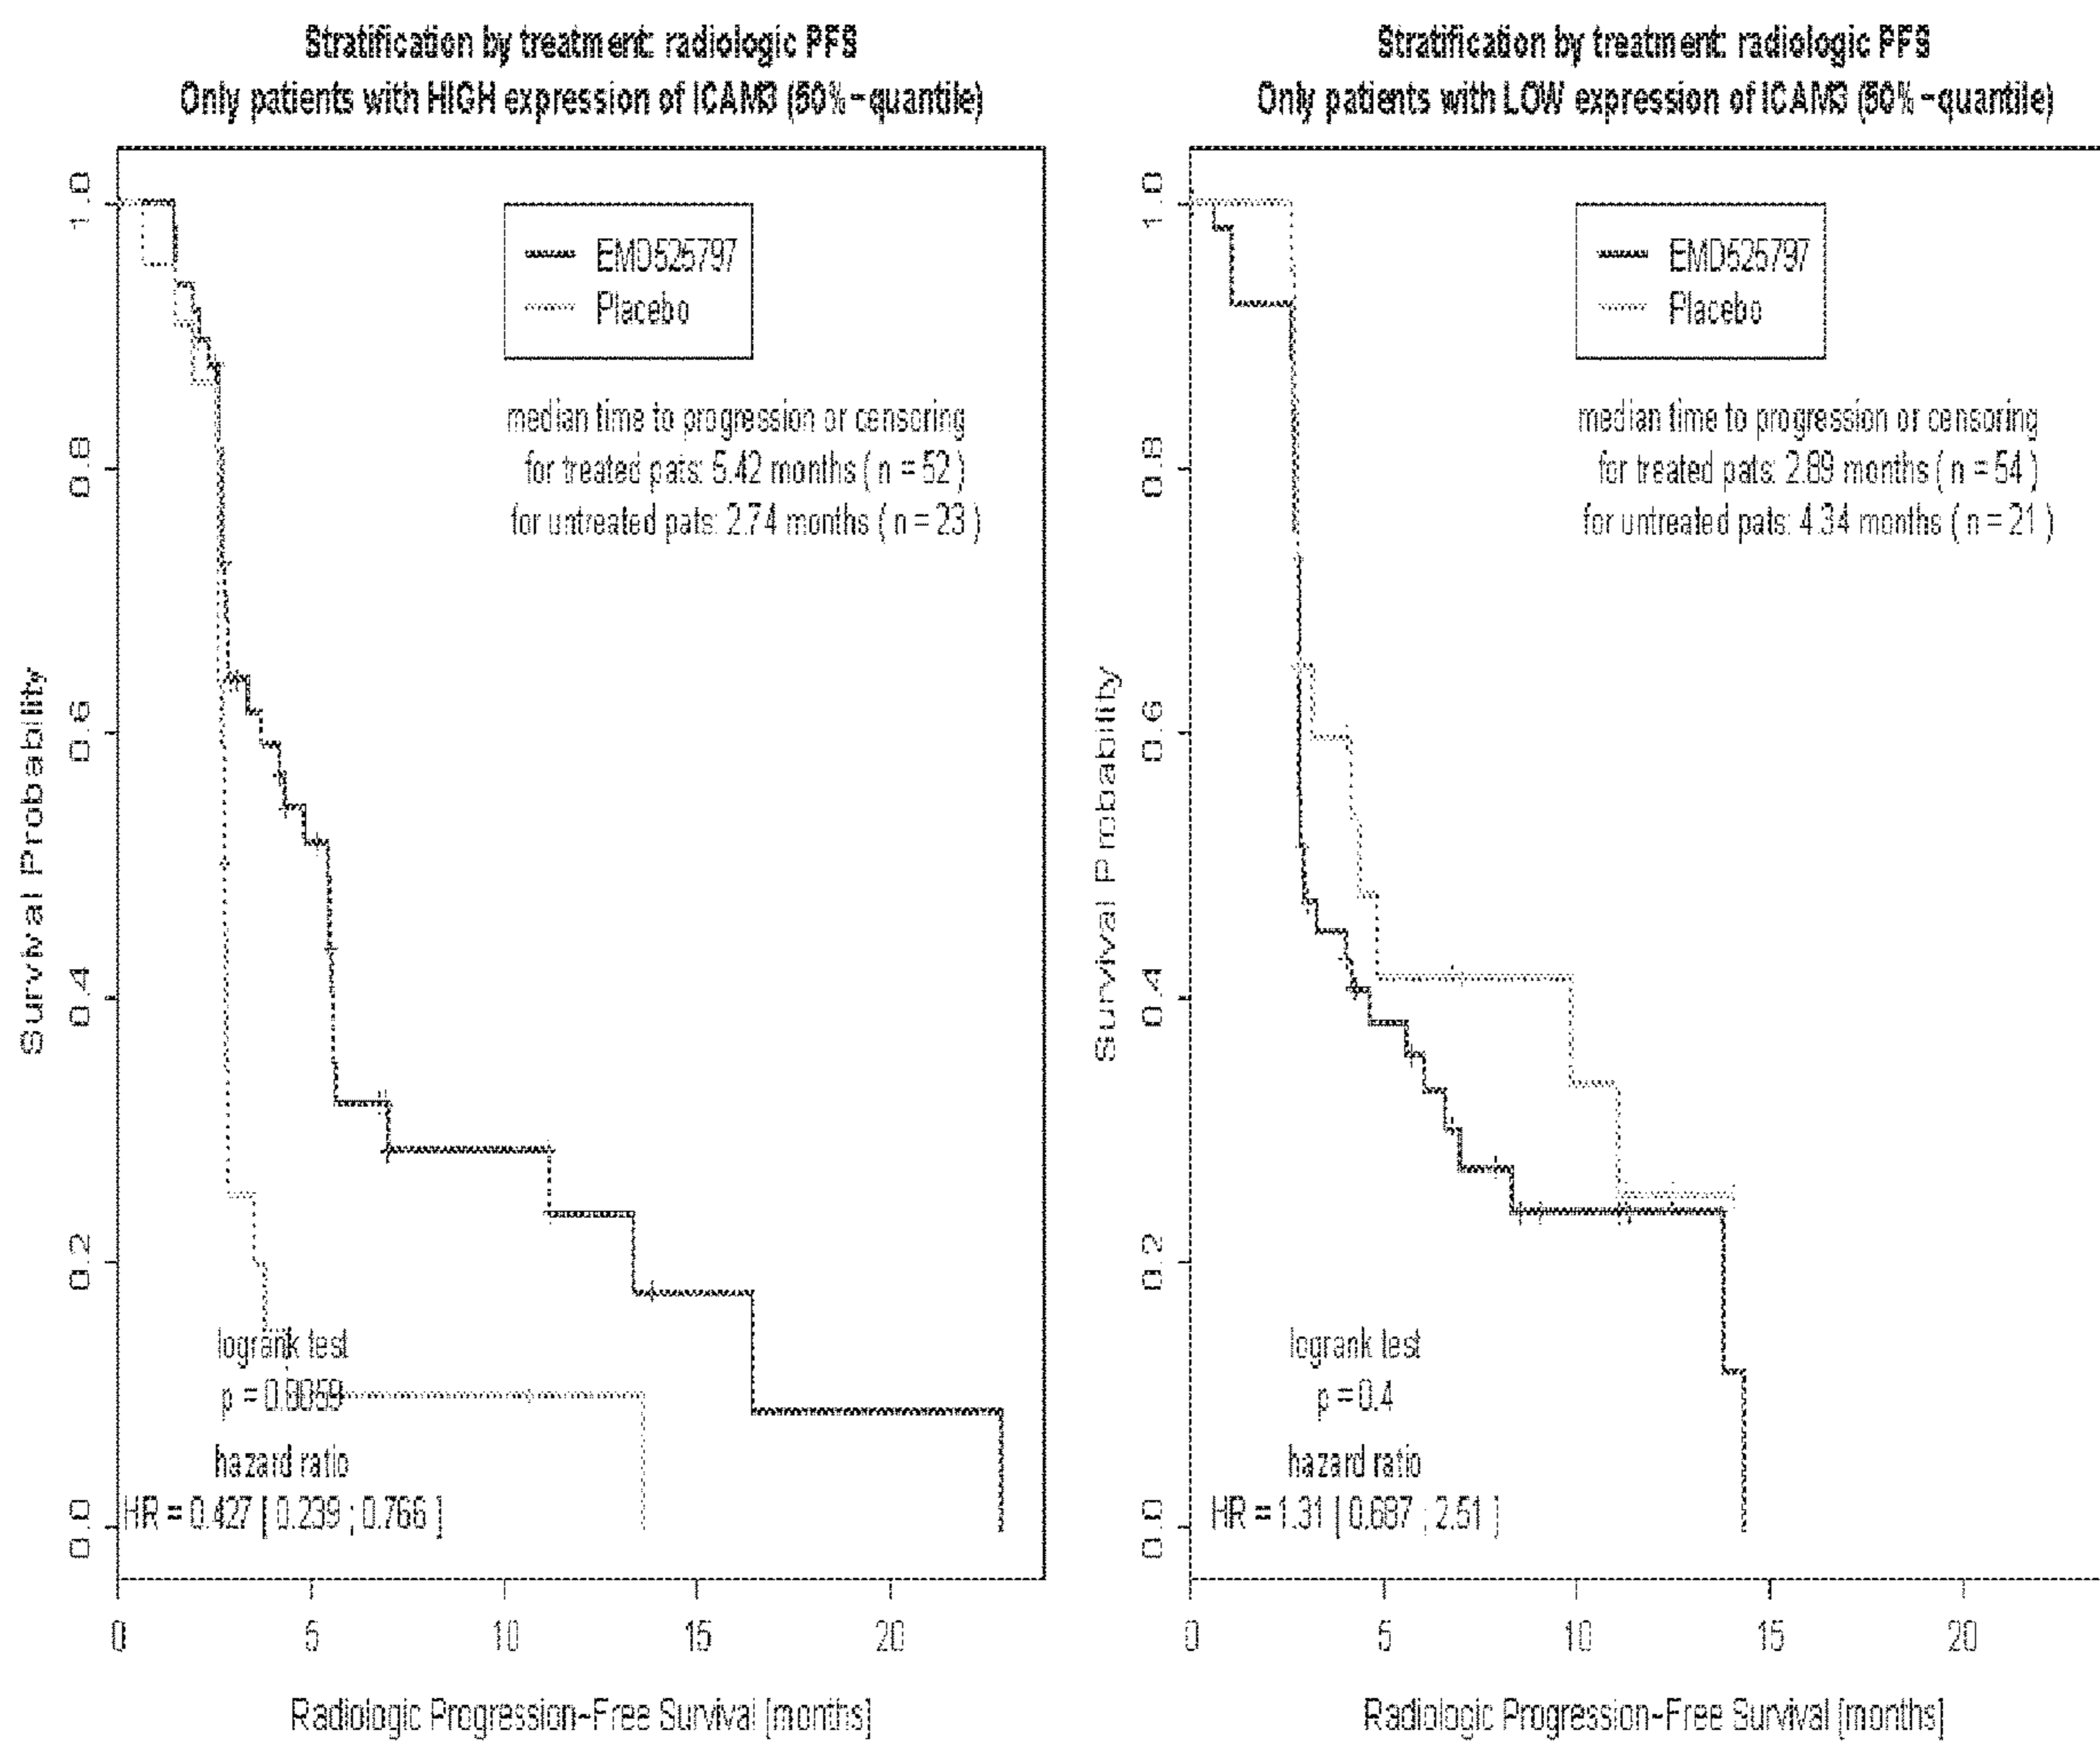 Stratification by treatment: radiologic PFS
Only patients with HIGH expression of ICAM3 (50%-quantile)
1.0
0.8
0.6
0.4
0.2
0.0
Survival Probability
EMD525797
Placebo
median time to progression or censoring
for treated pats: 5.42 months ( n = 52 )
for untreated pats: 2.74 months ( n = 23 )
logrank test
p = 0.0059
hazard ratio
HR = 0.427 [ 0.239 ; 0.766 ]
0 5 10 15 20
Radiologic Progression-Free Survival [months]
Stratification by treatment: radiologic PFS
Only patients with LOW expression of ICAM3 (50%-quantile)
1.0
0.8
0.6
0.4
0.2
0.0
Survival Probability
EMD525797
Placebo
median time to progression or censoring
for treated pats: 2.89 months ( n = 54 )
for untreated pats: 4.34 months ( n = 21 )
logrank test
p = 0.4
hazard ratio
HR = 1.31 [ 0.687 ; 2.51 ]
0 5 10 15 20
Radiologic Progression-Free Survival [months]